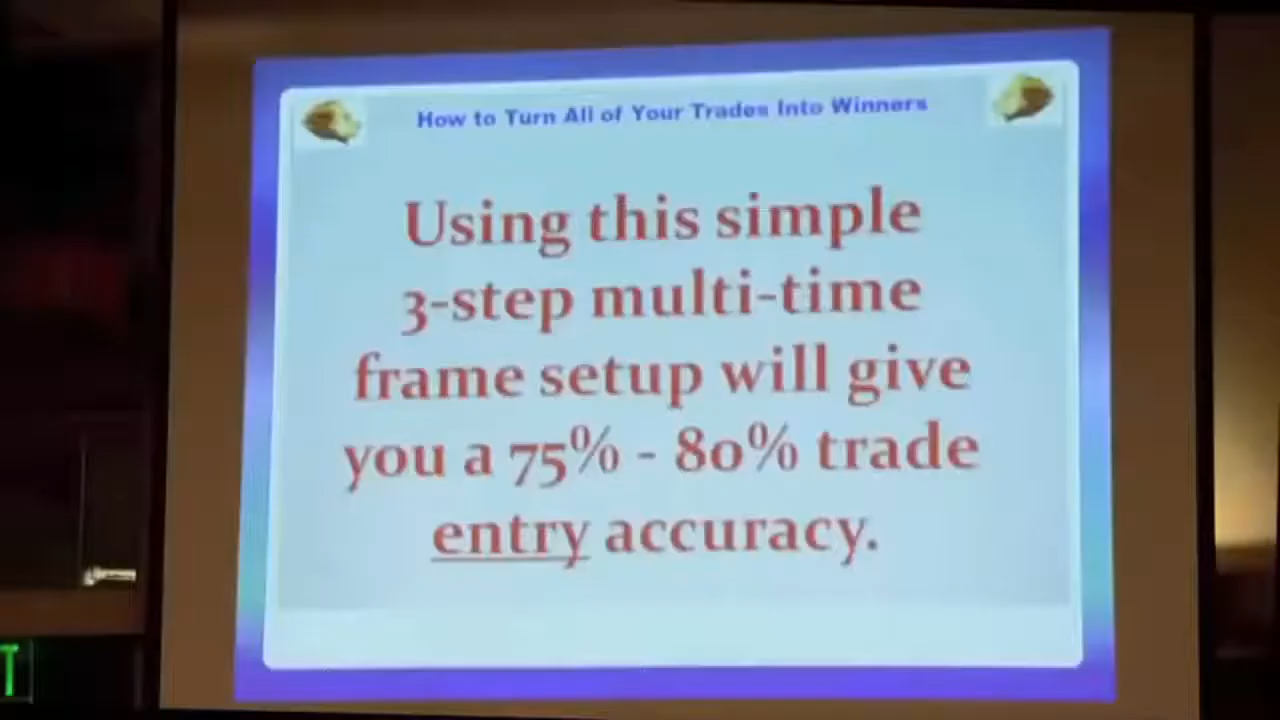 How to Turn All of Your Trades Into Winners
Using this simple
3-step multi-time
frame setup will give
you a 75% - 80% trade
entry accuracy.
T